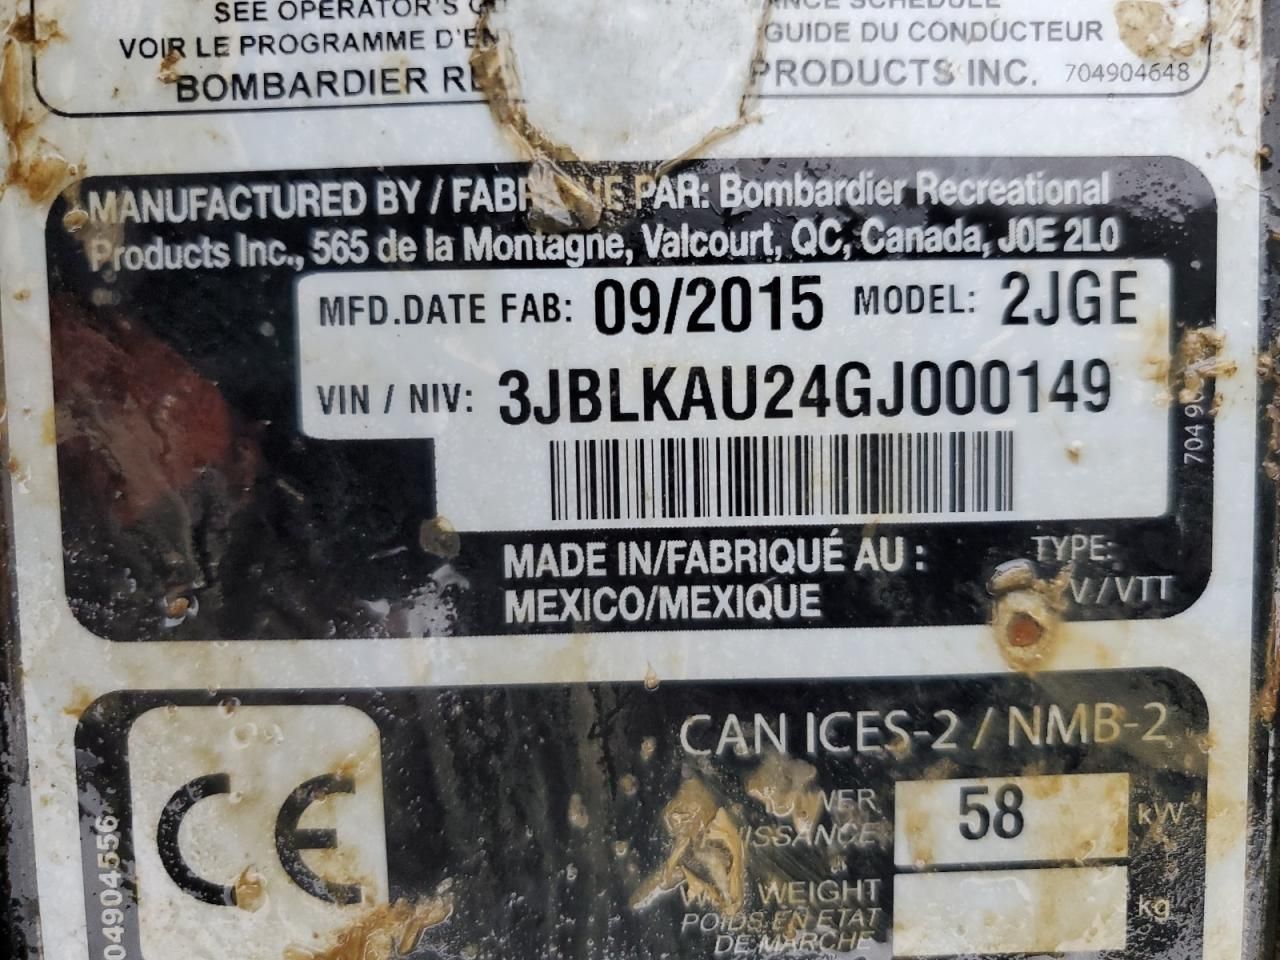 SEE OPERATOR'S SCHEDULE
VOIR LE PROGRAMME D'EN GUIDE DU CONDUCTEUR
BOMBARDIER RE PRODUCTS INC. 704904648
MANUFACTURED BY / FAB PAR: Bombardier Recreational
Products Inc., 565 de la Montagne, Valcourt, QC, Canada, J0E 2L0
MFD.DATE FAB: 09/2015 MODEL: 2JGE
VIN / NIV: 3JBLKAU24GJ000149
MADE IN/FABRIQUÉ AU :
MEXICO/MEXIQUE
TYPE:
V/VTT
CE
CAN ICES-2 / NMB-2
58 kW
WEIGHT
POIDS EN ETAT
DE MARCHE
kg